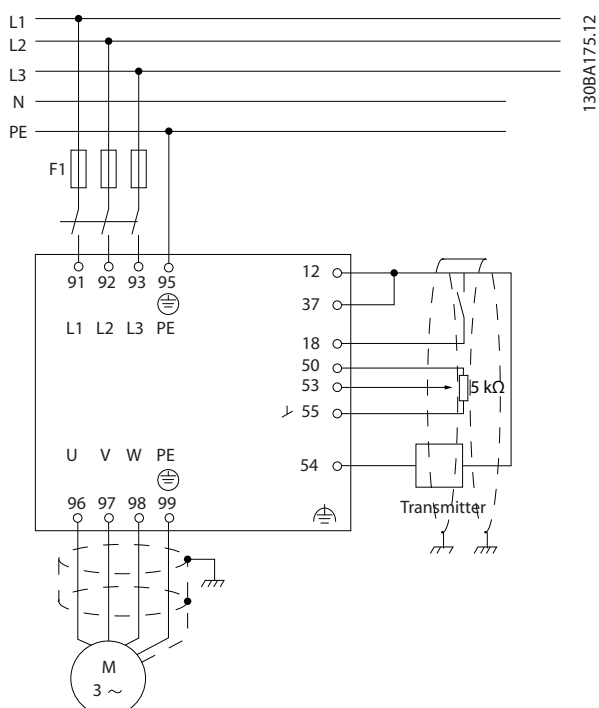 L1
L2
L3
N
PE
130BA175.12
F1
91 92 93 95
L1 L2 L3 PE
12
37
18
50
53
55
54
5 kΩ
Transmitter
U V W PE
96 97 98 99
M
3 ~